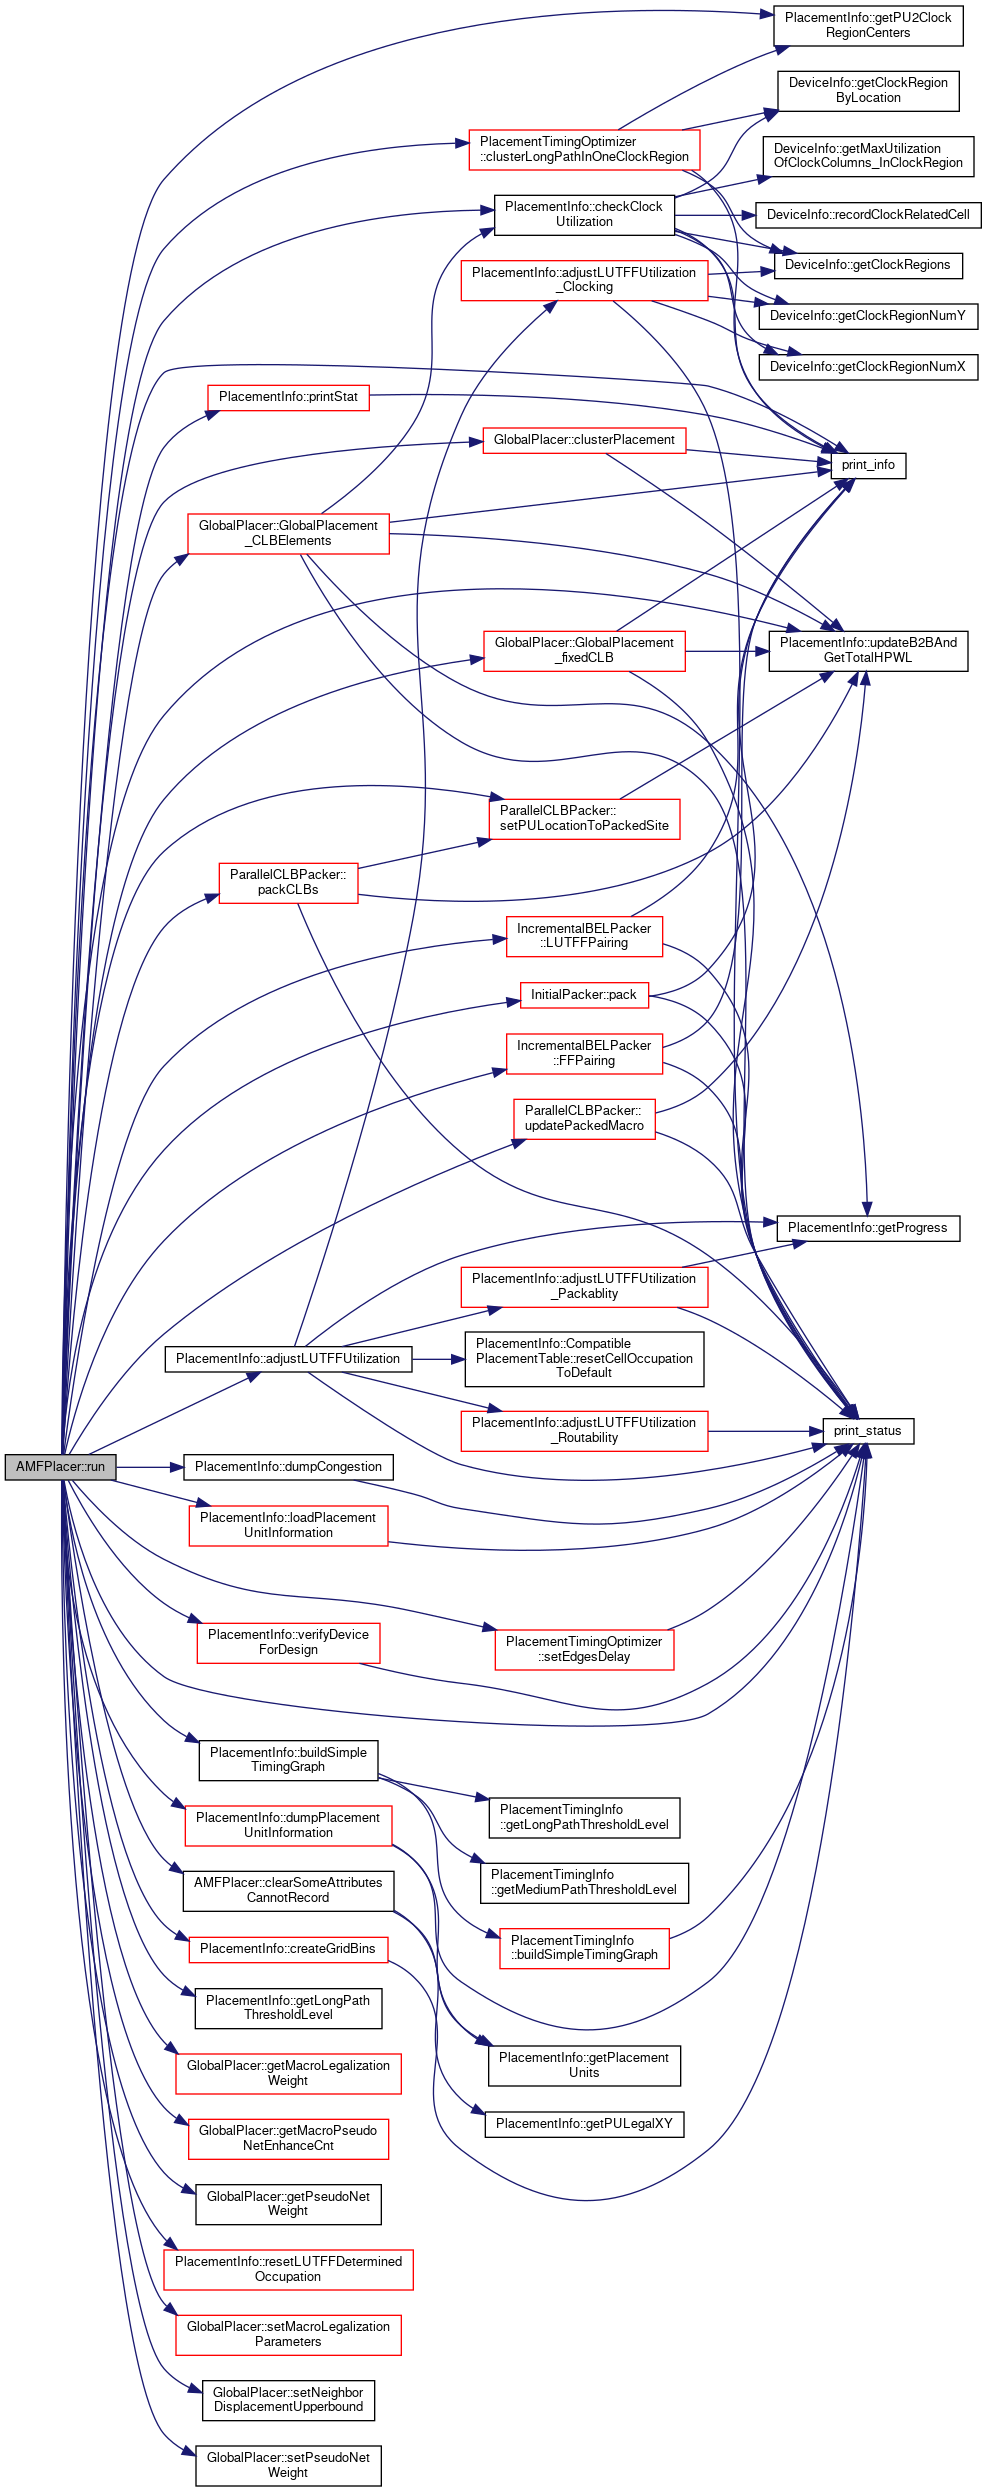 PlacementInfo::getPU2Clock
RegionCenters
DeviceInfo::getClockRegion
ByLocation
PlacementTimingOptimizer
::clusterLongPathInOneClockRegion
DeviceInfo::getMaxUtilization
OfClockColumns_InClockRegion
PlacementInfo::checkClock
Utilization
DeviceInfo::recordClockRelatedCell
DeviceInfo::getClockRegions
PlacementInfo::adjustLUTFFUtilization
_Clocking
DeviceInfo::getClockRegionNumY
DeviceInfo::getClockRegionNumX
PlacementInfo::printStat
GlobalPlacer::clusterPlacement
print_info
GlobalPlacer::GlobalPlacement
_CLBElements
GlobalPlacer::GlobalPlacement
_fixedCLB
PlacementInfo::updateB2BAnd
GetTotalHPWL
ParallelCLBPacker::
setPULocationToPackedSite
ParallelCLBPacker::
packCLBs
IncrementalBELPacker
::LUTFFPairing
InitialPacker::pack
IncrementalBELPacker
::FFPairing
ParallelCLBPacker::
updatePackedMacro
PlacementInfo::getProgress
PlacementInfo::adjustLUTFFUtilization
_Packablity
PlacementInfo::adjustLUTFFUtilization
PlacementInfo::Compatible
PlacementTable::resetCellOccupation
ToDefault
PlacementInfo::adjustLUTFFUtilization
_Routability
print_status
AMFPlacer::run
PlacementInfo::dumpCongestion
PlacementInfo::loadPlacement
UnitInformation
PlacementInfo::verifyDevice
ForDesign
PlacementTimingOptimizer
::setEdgesDelay
PlacementInfo::buildSimple
TimingGraph
PlacementTimingInfo
::getLongPathThresholdLevel
PlacementInfo::dumpPlacement
UnitInformation
PlacementTimingInfo
::getMediumPathThresholdLevel
AMFPlacer::clearSomeAttributes
CannotRecord
PlacementTimingInfo
::buildSimpleTimingGraph
PlacementInfo::createGridBins
PlacementInfo::getLongPath
ThresholdLevel
PlacementInfo::getPlacement
Units
GlobalPlacer::getMacroLegalization
Weight
PlacementInfo::getPULegalXY
GlobalPlacer::getMacroPseudo
NetEnhanceCnt
GlobalPlacer::getPseudoNet
Weight
PlacementInfo::resetLUTFFDetermined
Occupation
GlobalPlacer::setMacroLegalization
Parameters
GlobalPlacer::setNeighbor
DisplacementUpperbound
GlobalPlacer::setPseudoNet
Weight